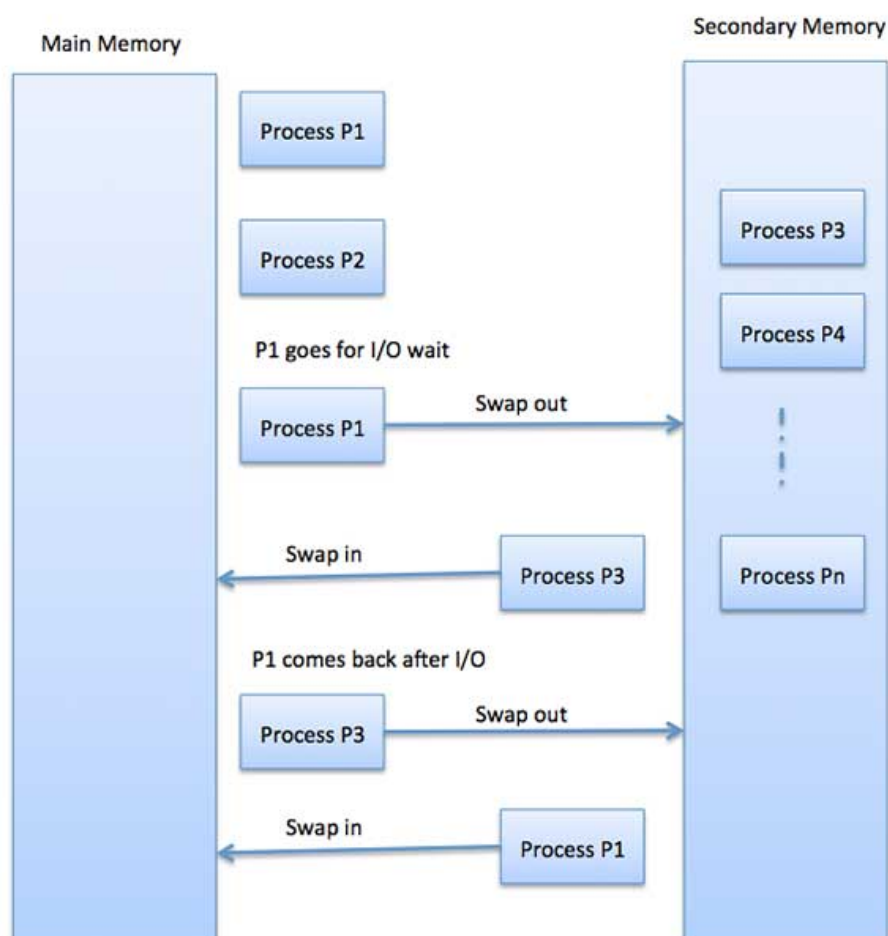 Main Memory
Secondary Memory
Process P1
Process P3
Process P2
Process P4
P1 goes for I/O wait
Process P1
Swap out
Swap in
Process P3
Process Pn
P1 comes back after I/O
Process P3
Swap out
Swap in
Process P1